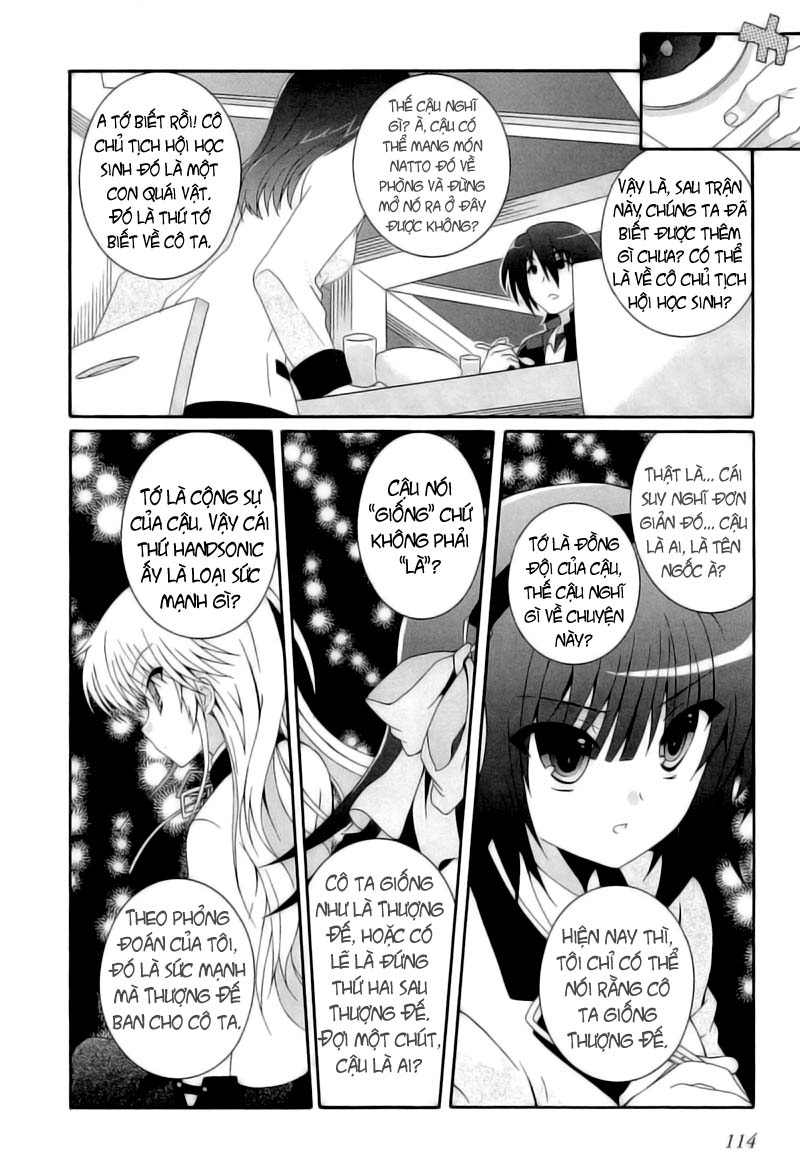 VẬY LÀ, SAU TRẬN
NÀY, CHÚNG TA ĐÃ
BIẾT ĐƯỢC THÊM
GÌ CHƯA? CÓ THỂ
LÀ VỀ CÔ CHỦ TỊCH
HỘI HỌC SINH?
THẾ CẬU NGHĨ
GÌ? À, CẬU CÓ
THỂ MANG MÓN
NATTO ĐÓ VỀ
PHÒNG VÀ ĐỪNG
MỞ NÓ RA Ở ĐÂY
ĐƯỢC KHÔNG?
A TỚ BIẾT RỒI! CÔ
CHỦ TỊCH HỘI HỌC
SINH ĐÓ LÀ MỘT
CON QUÁI VẬT.
ĐÓ LÀ THỨ TỚ
BIẾT VỀ CÔ TA.
THẬT LÀ... CÁI
SUY NGHĨ ĐƠN
GIẢN ĐÓ... CẬU
LÀ AI, LÀ TÊN
NGỐC À?
TỚ LÀ ĐỒNG
ĐỘI CỦA CẬU,
THẾ CẬU NGHĨ
GÌ VỀ CHUYỆN
NÀY?
HIỆN NAY THÌ,
TÔI CHỈ CÓ THỂ
NÓI RẰNG CÔ
TA GIỐNG
THƯỢNG ĐẾ.
CẬU NÓI
"GIỐNG" CHỨ
KHÔNG PHẢI
"LÀ"?
CÔ TA GIỐNG
NHƯ LÀ THƯỢNG
ĐẾ, HOẶC CÓ
LẼ LÀ ĐỨNG
THỨ HAI SAU
THƯỢNG ĐẾ.
ĐỢI MỘT CHÚT,
CẬU LÀ AI?
TỚ LÀ CỘNG SỰ
CỦA CẬU. VẬY CÁI
THỨ HANDSONIC
ẤY LÀ LOẠI SỨC
MẠNH GÌ?
THEO PHỎNG
ĐOÁN CỦA TÔI,
ĐÓ LÀ SỨC MẠNH
MÀ THƯỢNG ĐẾ
BAN CHO CÔ TA.
114